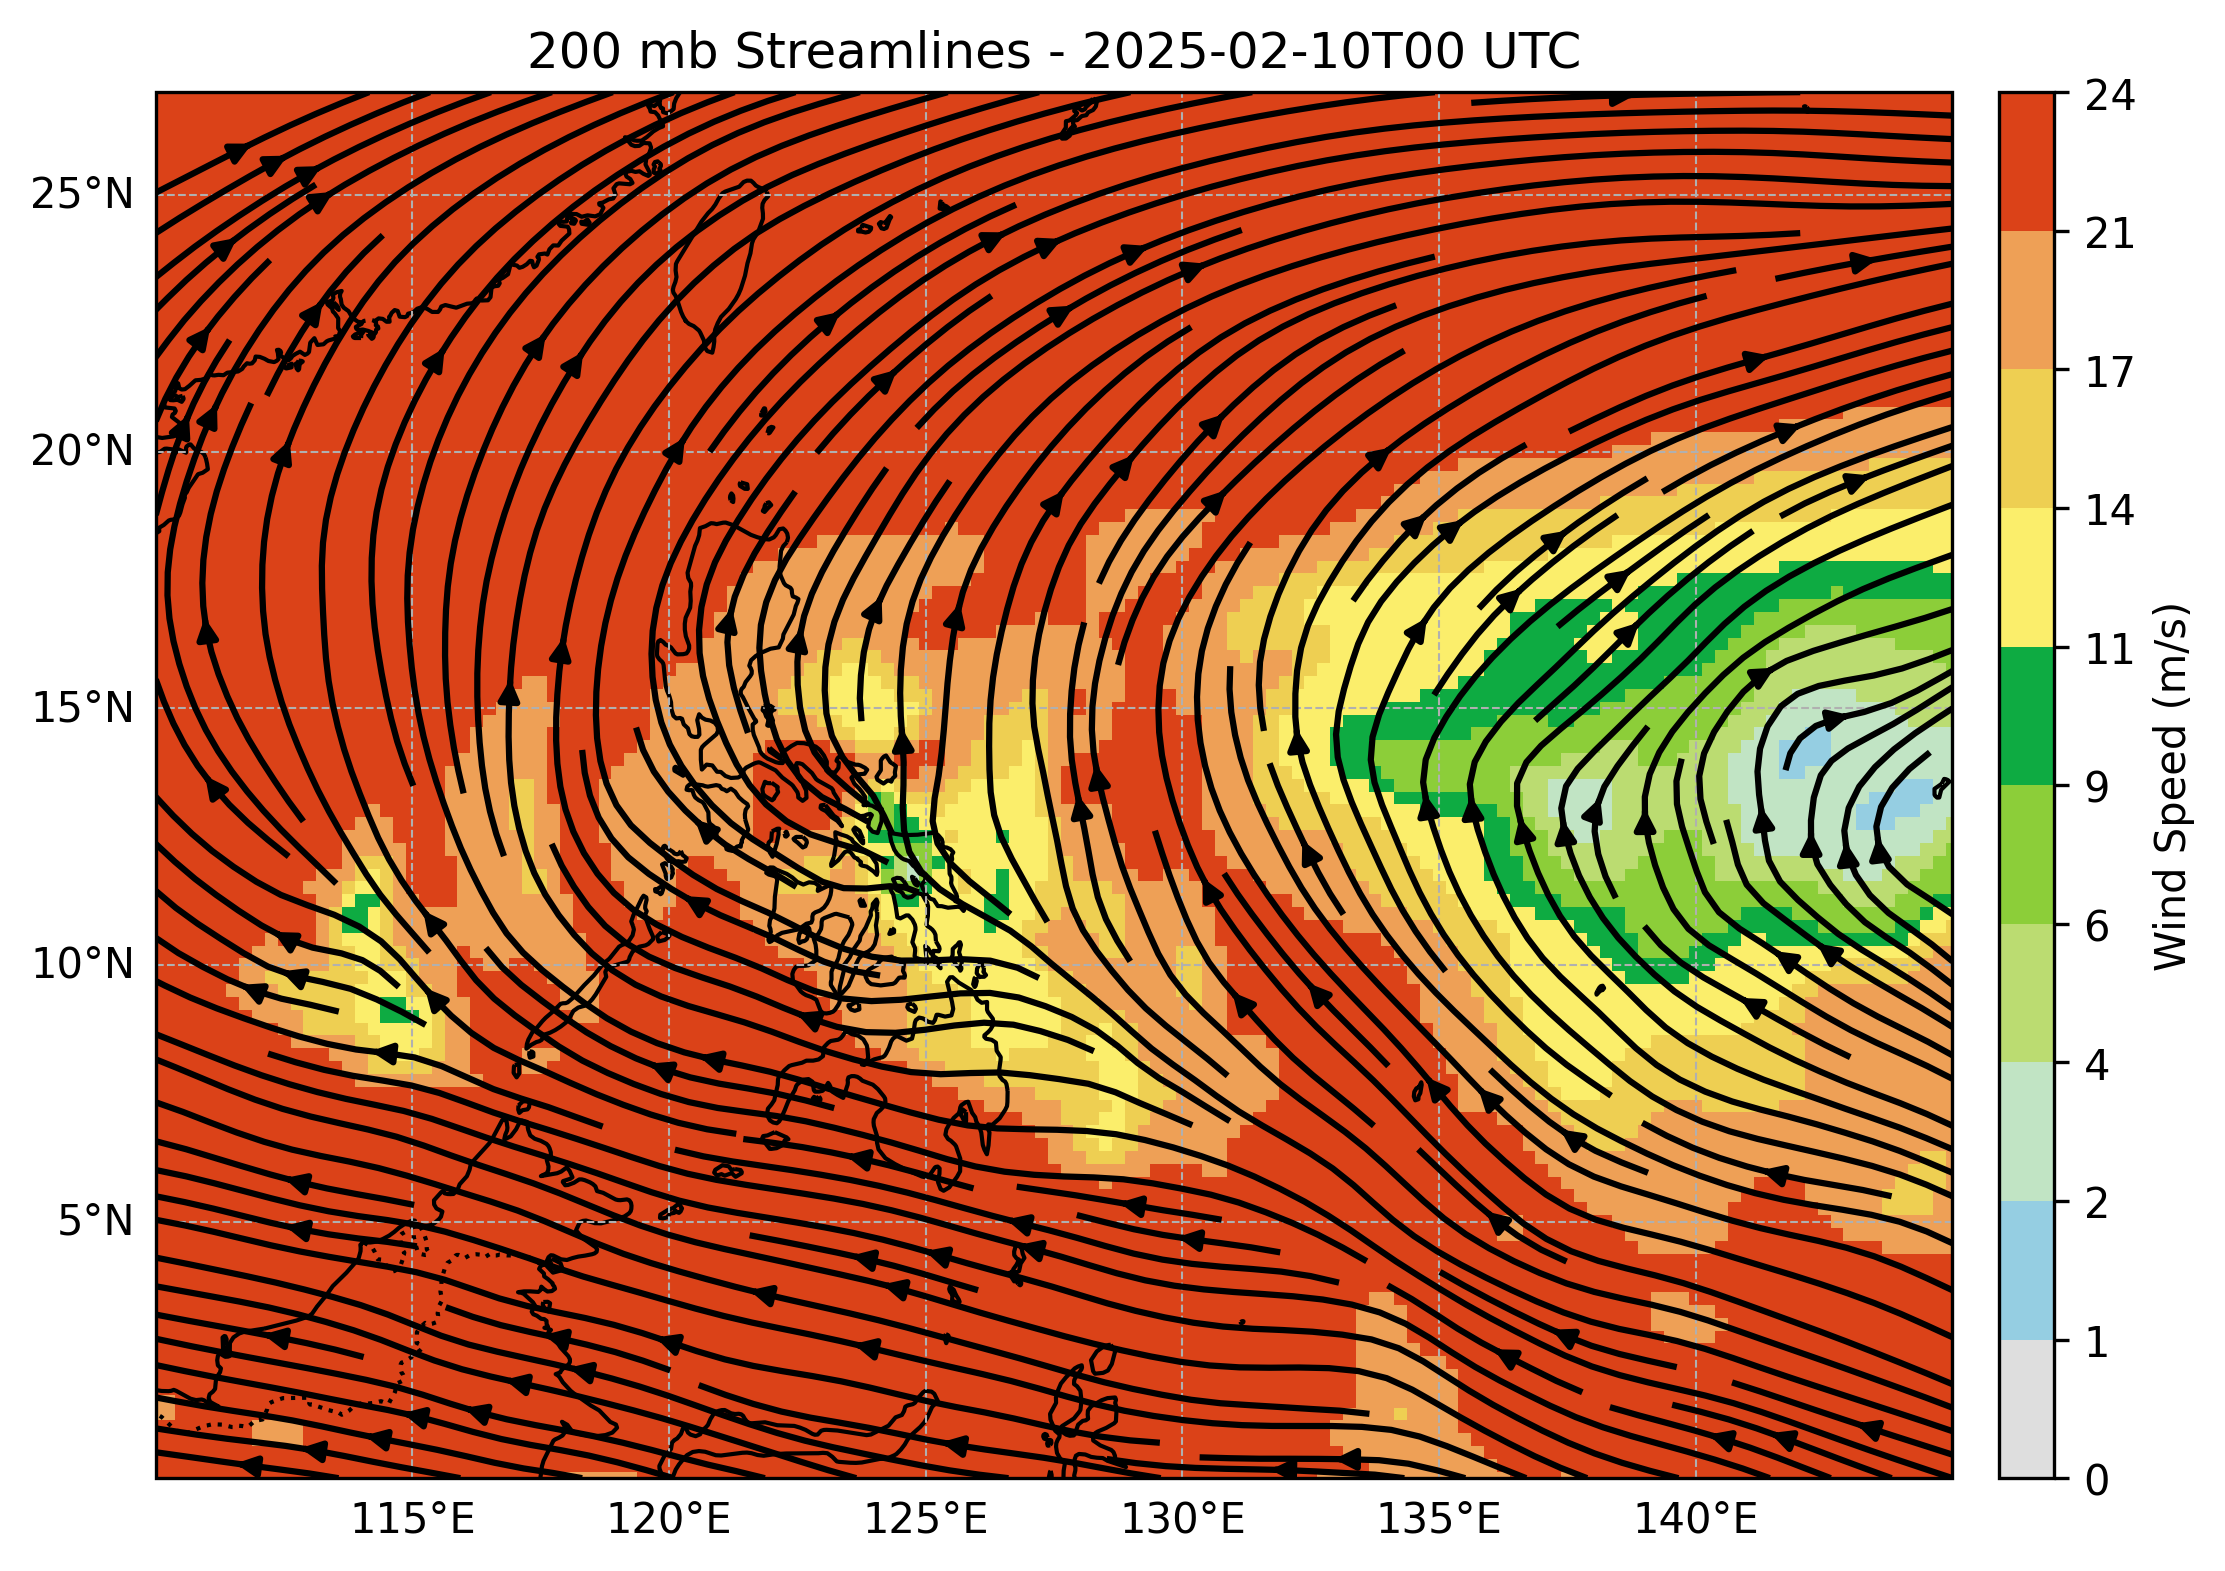 200 mb Streamlines - 2025-02-10T00 UTC
25°N
20°N
15°N
10°N
5°N
115°E
120°E
125°E
130°E
135°E
140°E
24
21
17
14
11
9
6
4
2
1
0
Wind Speed (m/s)